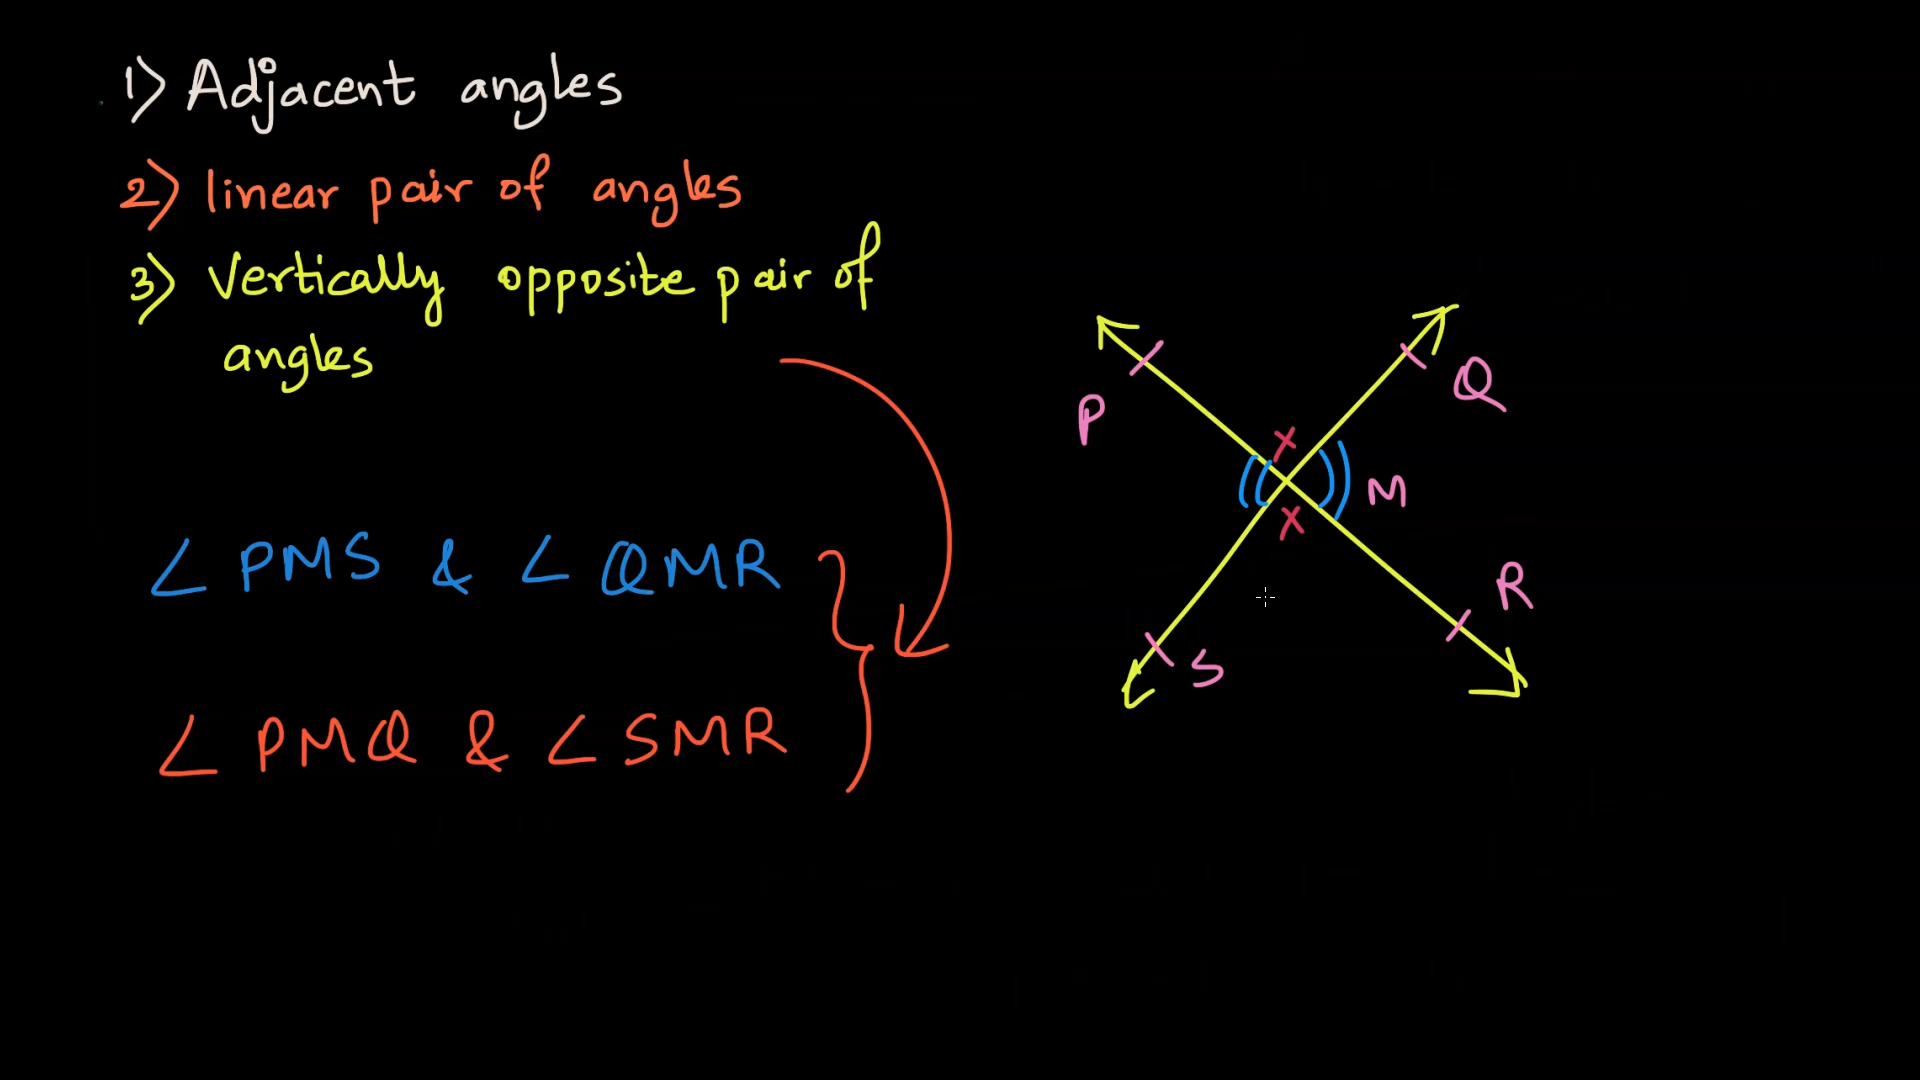 1) Adjacent angles
2) linear pair of angles
3) Vertically opposite pair of
angles
∠ PMS & ∠ QMR
∠ PMQ & ∠ SMR
P
Q
x
M
x
R
S